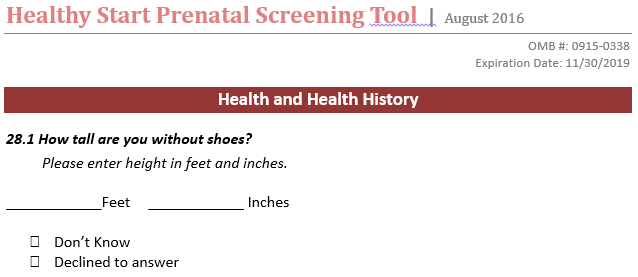 Healthy Start Prenatal Screening Tool | August 2016
OMB #: 0915-0338
Expiration Date: 11/30/2019
Health and Health History
28.1 How tall are you without shoes?
Please enter height in feet and inches.
____________Feet ____________ Inches
☐ Don't Know
☐ Declined to answer